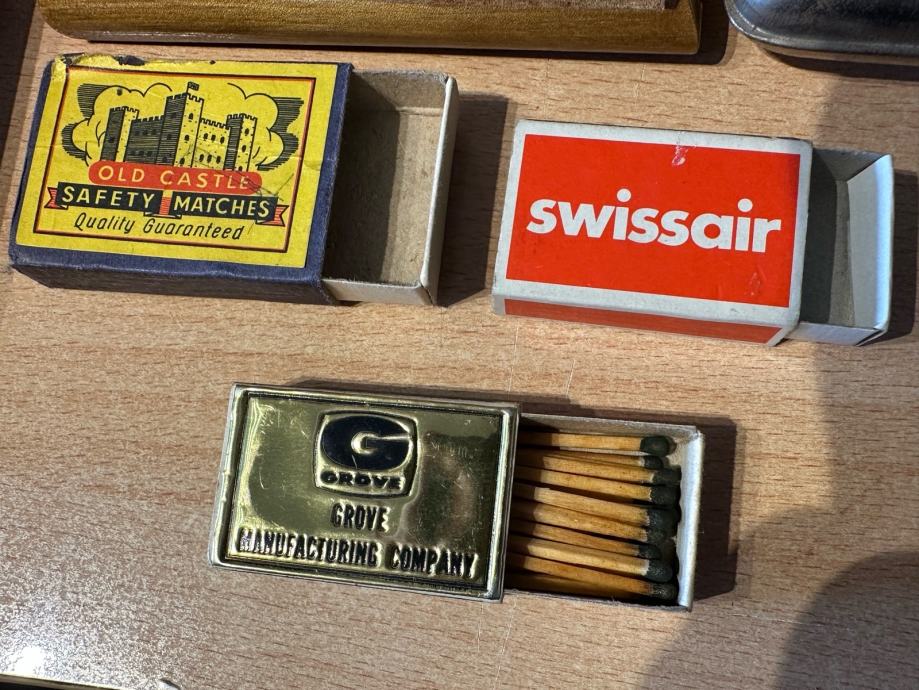 OLD CASTLE
SAFETY MATCHES
Quality Guaranteed
swissair
G
GROVE
GROVE
MANUFACTURING COMPANY